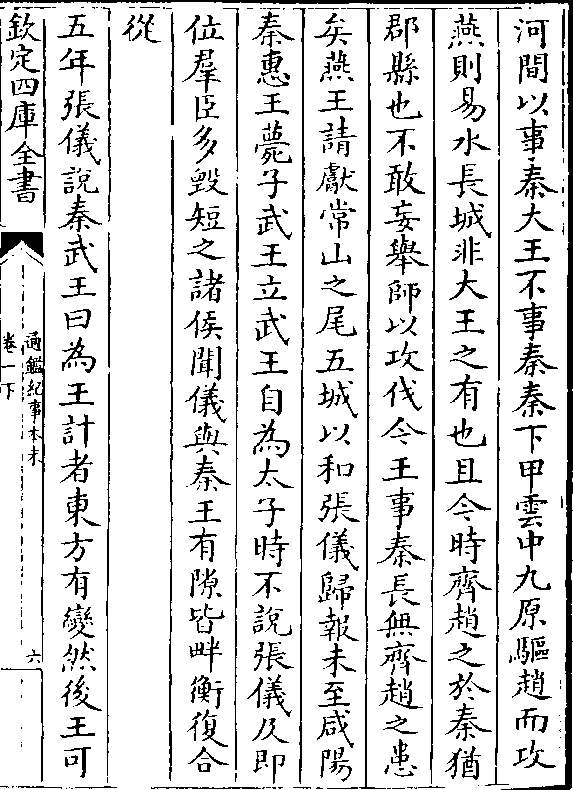 河間以事秦大王不事秦秦下甲雲中九原驅趙而攻
燕則易水長城非大王之有也且今時齊趙之於秦猶
郡縣也不敢妄舉師以攻伐今王事秦長無齊趙之患
矣燕王請獻常山之尾五城以和張儀歸報未至咸陽
秦惠王薨子武王立武王自為太子時不說張儀及即
位羣臣多毀短之諸侯聞儀與秦王有隙皆畔衡復合
從
五年張儀說秦武王曰為王計者東方有變然後王可
欽定四庫全書
通鑑紀事本末
卷一下
六